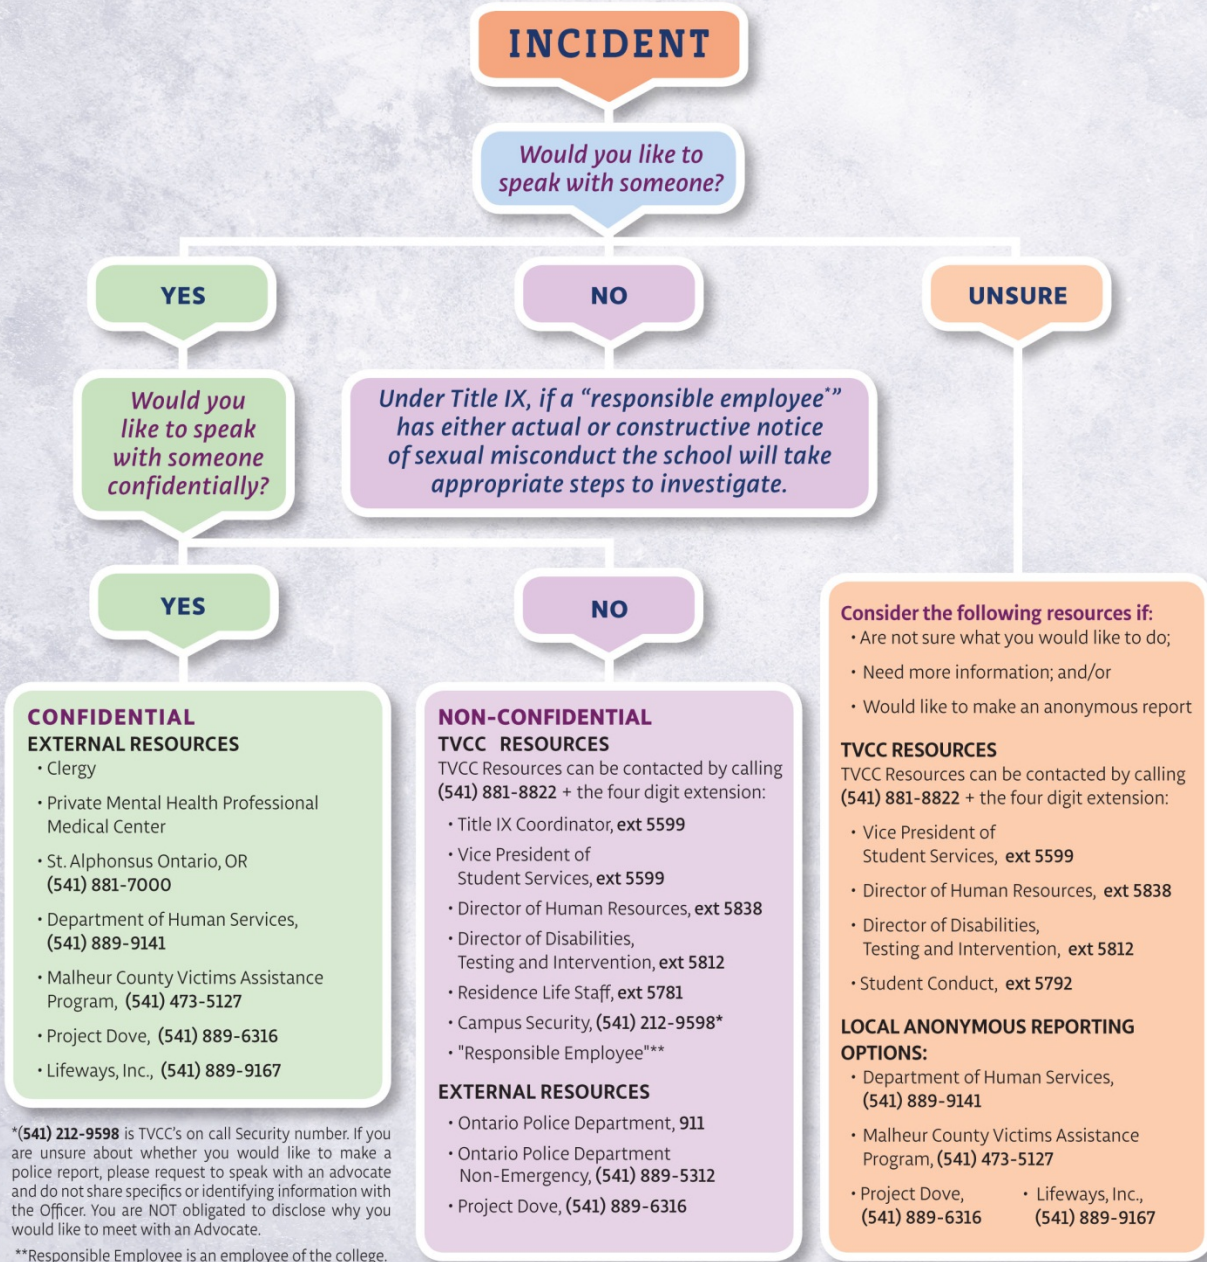 INCIDENT
Would you like to
speak with someone?
YES
NO
UNSURE
Would you
like to speak
with someone
confidentially?
Under Title IX, if a “responsible employee*”
has either actual or constructive notice
of sexual misconduct the school will take
appropriate steps to investigate.
YES
NO
CONFIDENTIAL
EXTERNAL RESOURCES
• Clergy
• Private Mental Health Professional
Medical Center
• St. Alphonsus Ontario, OR
(541) 881-7000
• Department of Human Services,
(541) 889-9141
• Malheur County Victims Assistance
Program, (541) 473-5127
• Project Dove, (541) 889-6316
• Lifeways, Inc., (541) 889-9167
*(541) 212-9598 is TVCC’s on call Security number. If you
are unsure about whether you would like to make a
police report, please request to speak with an advocate
and do not share specifics or identifying information with
the Officer. You are NOT obligated to disclose why you
would like to meet with an Advocate.
**Responsible Employee is an employee of the college.
NON-CONFIDENTIAL
TVCC RESOURCES
TVCC Resources can be contacted by calling
(541) 881-8822 + the four digit extension:
• Title IX Coordinator, ext 5599
• Vice President of
Student Services, ext 5599
• Director of Human Resources, ext 5838
• Director of Disabilities,
Testing and Intervention, ext 5812
• Residence Life Staff, ext 5781
• Campus Security, (541) 212-9598*
• "Responsible Employee"**
EXTERNAL RESOURCES
• Ontario Police Department, 911
• Ontario Police Department
Non-Emergency, (541) 889-5312
• Project Dove, (541) 889-6316
Consider the following resources if:
• Are not sure what you would like to do;
• Need more information; and/or
• Would like to make an anonymous report
TVCC RESOURCES
TVCC Resources can be contacted by calling
(541) 881-8822 + the four digit extension:
• Vice President of
Student Services, ext 5599
• Director of Human Resources, ext 5838
• Director of Disabilities,
Testing and Intervention, ext 5812
• Student Conduct, ext 5792
LOCAL ANONYMOUS REPORTING
OPTIONS:
• Department of Human Services,
(541) 889-9141
• Malheur County Victims Assistance
Program, (541) 473-5127
• Project Dove,
(541) 889-6316
• Lifeways, Inc.,
(541) 889-9167